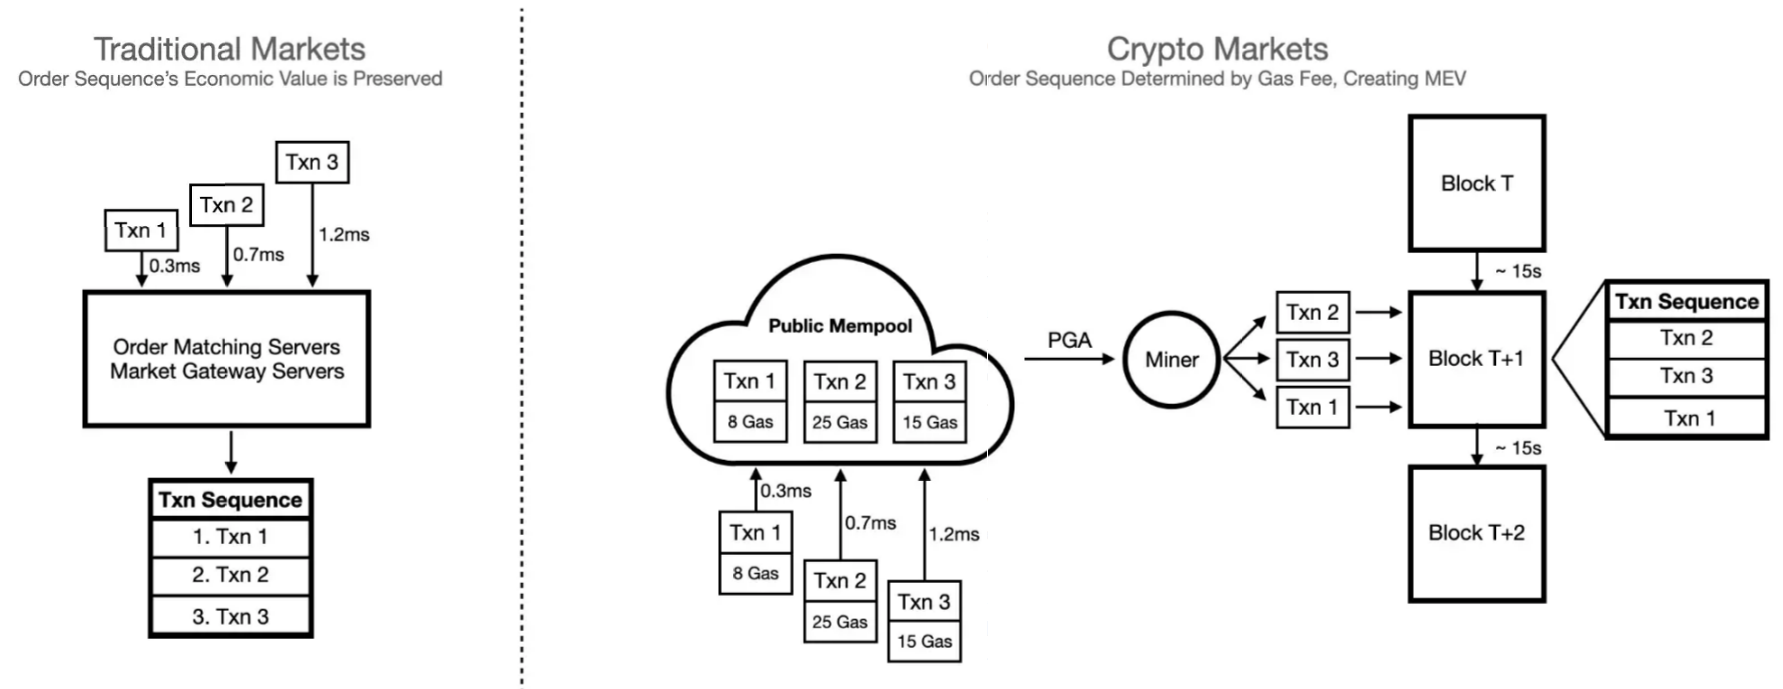 Traditional Markets
Order Sequence's Economic Value is Preserved
Txn 3
Txn 2
Txn 1
1.2ms
0.7ms
0.3ms
Order Matching Servers
Market Gateway Servers
Txn Sequence
1. Txn 1
2. Txn 2
3. Txn 3
Crypto Markets
Order Sequence Determined by Gas Fee, Creating MEV
Public Mempool
Txn 1
8 Gas
Txn 2
25 Gas
Txn 3
15 Gas
0.3ms
0.7ms
1.2ms
Txn 1
8 Gas
Txn 2
25 Gas
Txn 3
15 Gas
PGA
Miner
Txn 2
Txn 3
Txn 1
Block T
~ 15s
Block T+1
~ 15s
Block T+2
Txn Sequence
Txn 2
Txn 3
Txn 1